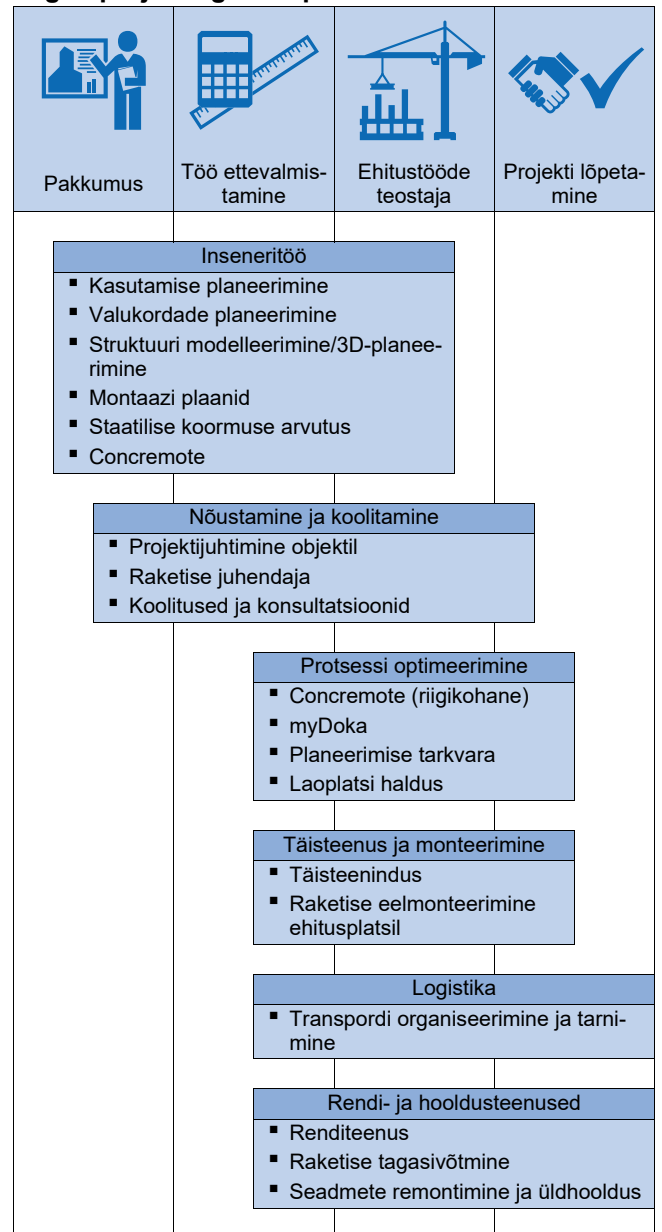 Pakkumus
Töö ettevalmis-
tamine
Ehitustööde
teostaja
Projekti lõpeta-
mine
Inseneritöö
▪ Kasutamise planeerimine
▪ Valukordade planeerimine
▪ Struktuuri modelleerimine/3D-planee-
rimine
▪ Montaazi plaanid
▪ Staatilise koormuse arvutus
▪ Concremote
Nõustamine ja koolitamine
▪ Projektijuhtimine objektil
▪ Raketise juhendaja
▪ Koolitused ja konsultatsioonid
Protsessi optimeerimine
▪ Concremote (riigikohane)
▪ myDoka
▪ Planeerimise tarkvara
▪ Laoplatsi haldus
Täisteenus ja monteerimine
▪ Täisteenindus
▪ Raketise eelmonteerimine
ehitusplatsil
Logistika
▪ Transpordi organiseerimine ja tarni-
mine
Rendi- ja hooldusteenused
▪ Renditeenus
▪ Raketise tagasivõtmine
▪ Seadmete remontimine ja üldhooldus